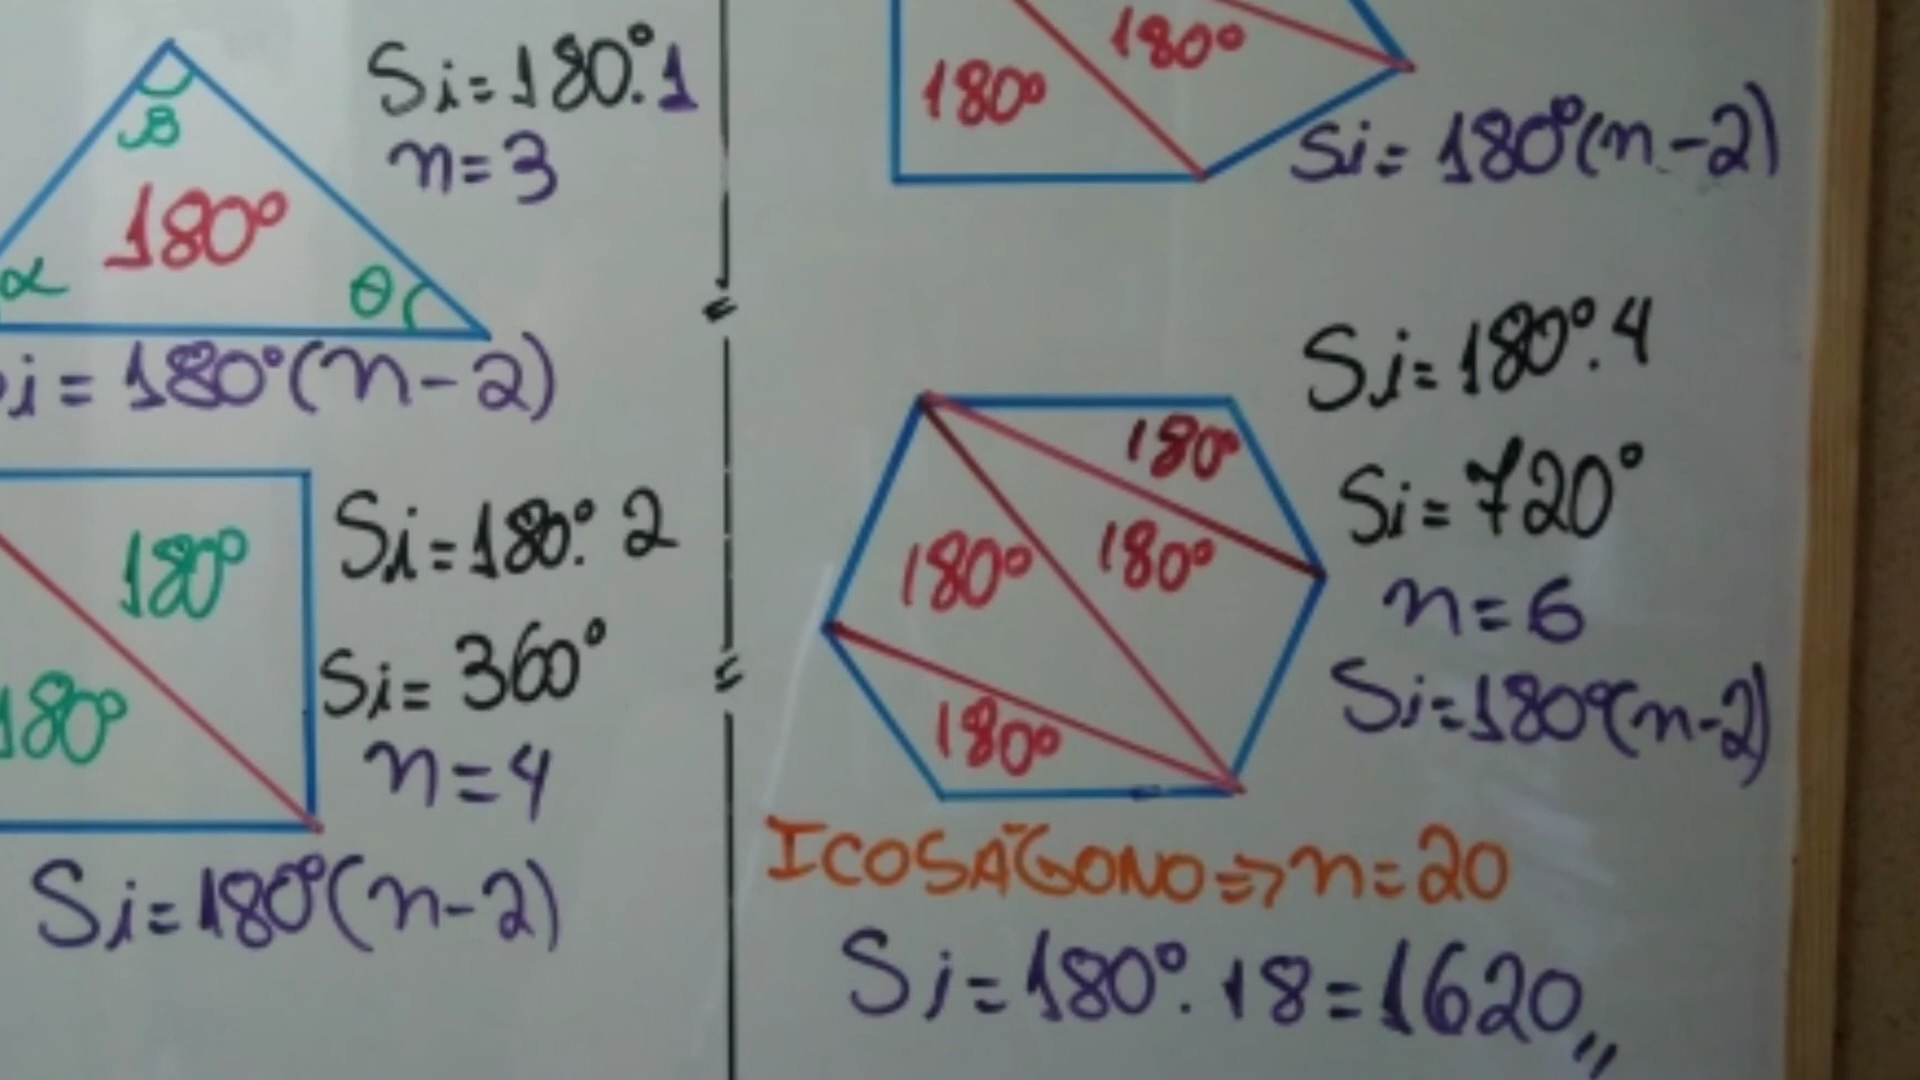 Si=180°.1
n=3
β
180°
α
θ
i=180°(n-2)
180°
180°
Si=180°.2
Si=360°
n=4
Si=180°(n-2)
180°
180°
Si=180°(n-2)
Si=180°.4
Si=720°
n=6
Si=180°(n-2)
180°
180°
180°
180°
ICOSÁGONO=>n=20
Si=180°.18=1620,,